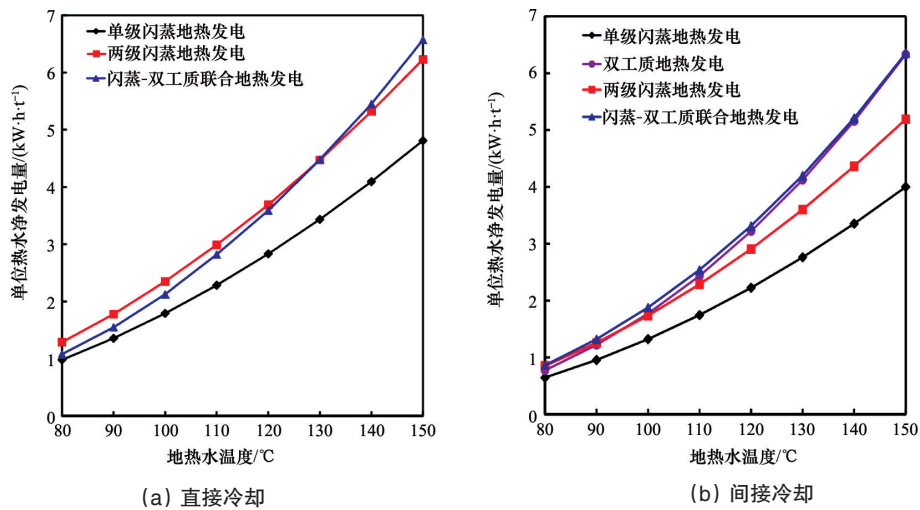 7
6
5
4
3
2
1
0
单位热水净发电量/(kW·h·t⁻¹)
单级闪蒸地热发电
两级闪蒸地热发电
闪蒸-双工质联合地热发电
80 90 100 110 120 130 140 150
地热水温度/℃
(a) 直接冷却
7
6
5
4
3
2
1
0
单位热水净发电量/(kW·h·t⁻¹)
单级闪蒸地热发电
双工质地热发电
两级闪蒸地热发电
闪蒸-双工质联合地热发电
80 90 100 110 120 130 140 150
地热水温度/℃
(b) 间接冷却